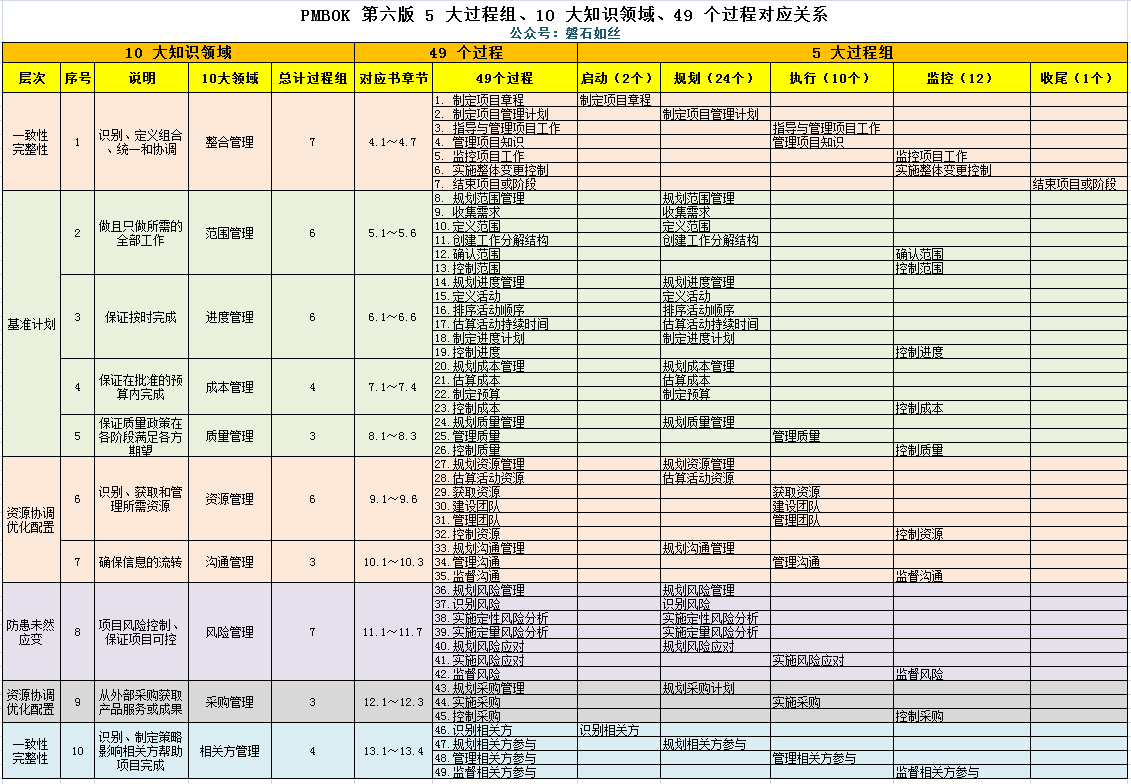 PMBOK 第六版 5 大过程组、10 大知识领域、49 个过程对应关系
公众号：磐石如丝
10 大知识领域 49 个过程 5 大过程组
层次 序号 说明 10大领域 总计过程组 对应书章节 49个过程 启动（2个） 规划（24个） 执行（10个） 监控（12） 收尾（1个）
一致性
完整性
1
识别、定义组合
、统一和协调
整合管理
7
4.1～4.7
1. 制定项目章程 制定项目章程
2. 制定项目管理计划 制定项目管理计划
3. 指导与管理项目工作 指导与管理项目工作
4. 管理项目知识 管理项目知识
5. 监控项目工作 监控项目工作
6. 实施整体变更控制 实施整体变更控制
7. 结束项目或阶段 结束项目或阶段
基准计划
2
做且只做所需的
全部工作
范围管理
6
5.1～5.6
8. 规划范围管理 规划范围管理
9. 收集需求 收集需求
10.定义范围 定义范围
11.创建工作分解结构 创建工作分解结构
12.确认范围 确认范围
13.控制范围 控制范围
3
保证按时完成
进度管理
6
6.1～6.6
14.规划进度管理 规划进度管理
15.定义活动 定义活动
16.排序活动顺序 排序活动顺序
17.估算活动持续时间 估算活动持续时间
18.制定进度计划 制定进度计划
19.控制进度 控制进度
4
保证在批准的预
算内完成
成本管理
4
7.1～7.4
20.规划成本管理 规划成本管理
21.估算成本 估算成本
22.制定预算 制定预算
23.控制成本 控制成本
5
保证质量政策在
各阶段满足各方
期望
质量管理
3
8.1～8.3
24.规划质量管理 规划质量管理
25.管理质量 管理质量
26.控制质量 控制质量
资源协调
优化配置
6
识别、获取和管
理所需资源
资源管理
6
9.1～9.6
27.规划资源管理 规划资源管理
28.估算活动资源 估算活动资源
29.获取资源 获取资源
30.建设团队 建设团队
31.管理团队 管理团队
32.控制资源 控制资源
7
确保信息的流转
沟通管理
3
10.1～10.3
33.规划沟通管理 规划沟通管理
34.管理沟通 管理沟通
35.监督沟通 监督沟通
防患未然
应变
8
项目风险控制、
保证项目可控
风险管理
7
11.1～11.7
36.规划风险管理 规划风险管理
37.识别风险 识别风险
38.实施定性风险分析 实施定性风险分析
39.实施定量风险分析 实施定量风险分析
40.规划风险应对 规划风险应对
41.实施风险应对 实施风险应对
42.监督风险 监督风险
资源协调
优化配置
9
从外部采购获取
产品服务或成果
采购管理
3
12.1～12.3
43.规划采购管理 规划采购计划
44.实施采购 实施采购
45.控制采购 控制采购
一致性
完整性
10
识别、制定策略
影响相关方帮助
项目完成
相关方管理
4
13.1～13.4
46.识别相关方 识别相关方
47.规划相关方参与 规划相关方参与
48.管理相关方参与 管理相关方参与
49.监督相关方参与 监督相关方参与